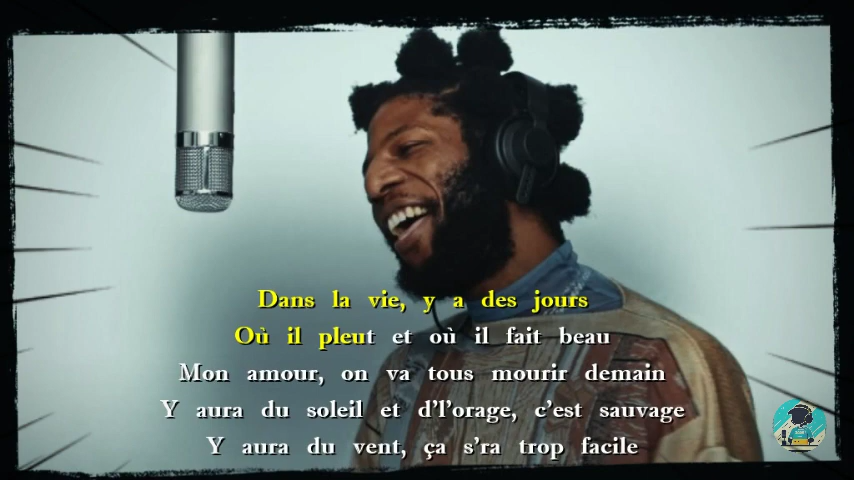 Dans la vie, y a des jours
Où il pleut et où il fait beau
Mon amour, on va tous mourir demain
Y aura du soleil et d'l'orage, c'est sauvage
Y aura du vent, ça s'ra trop facile